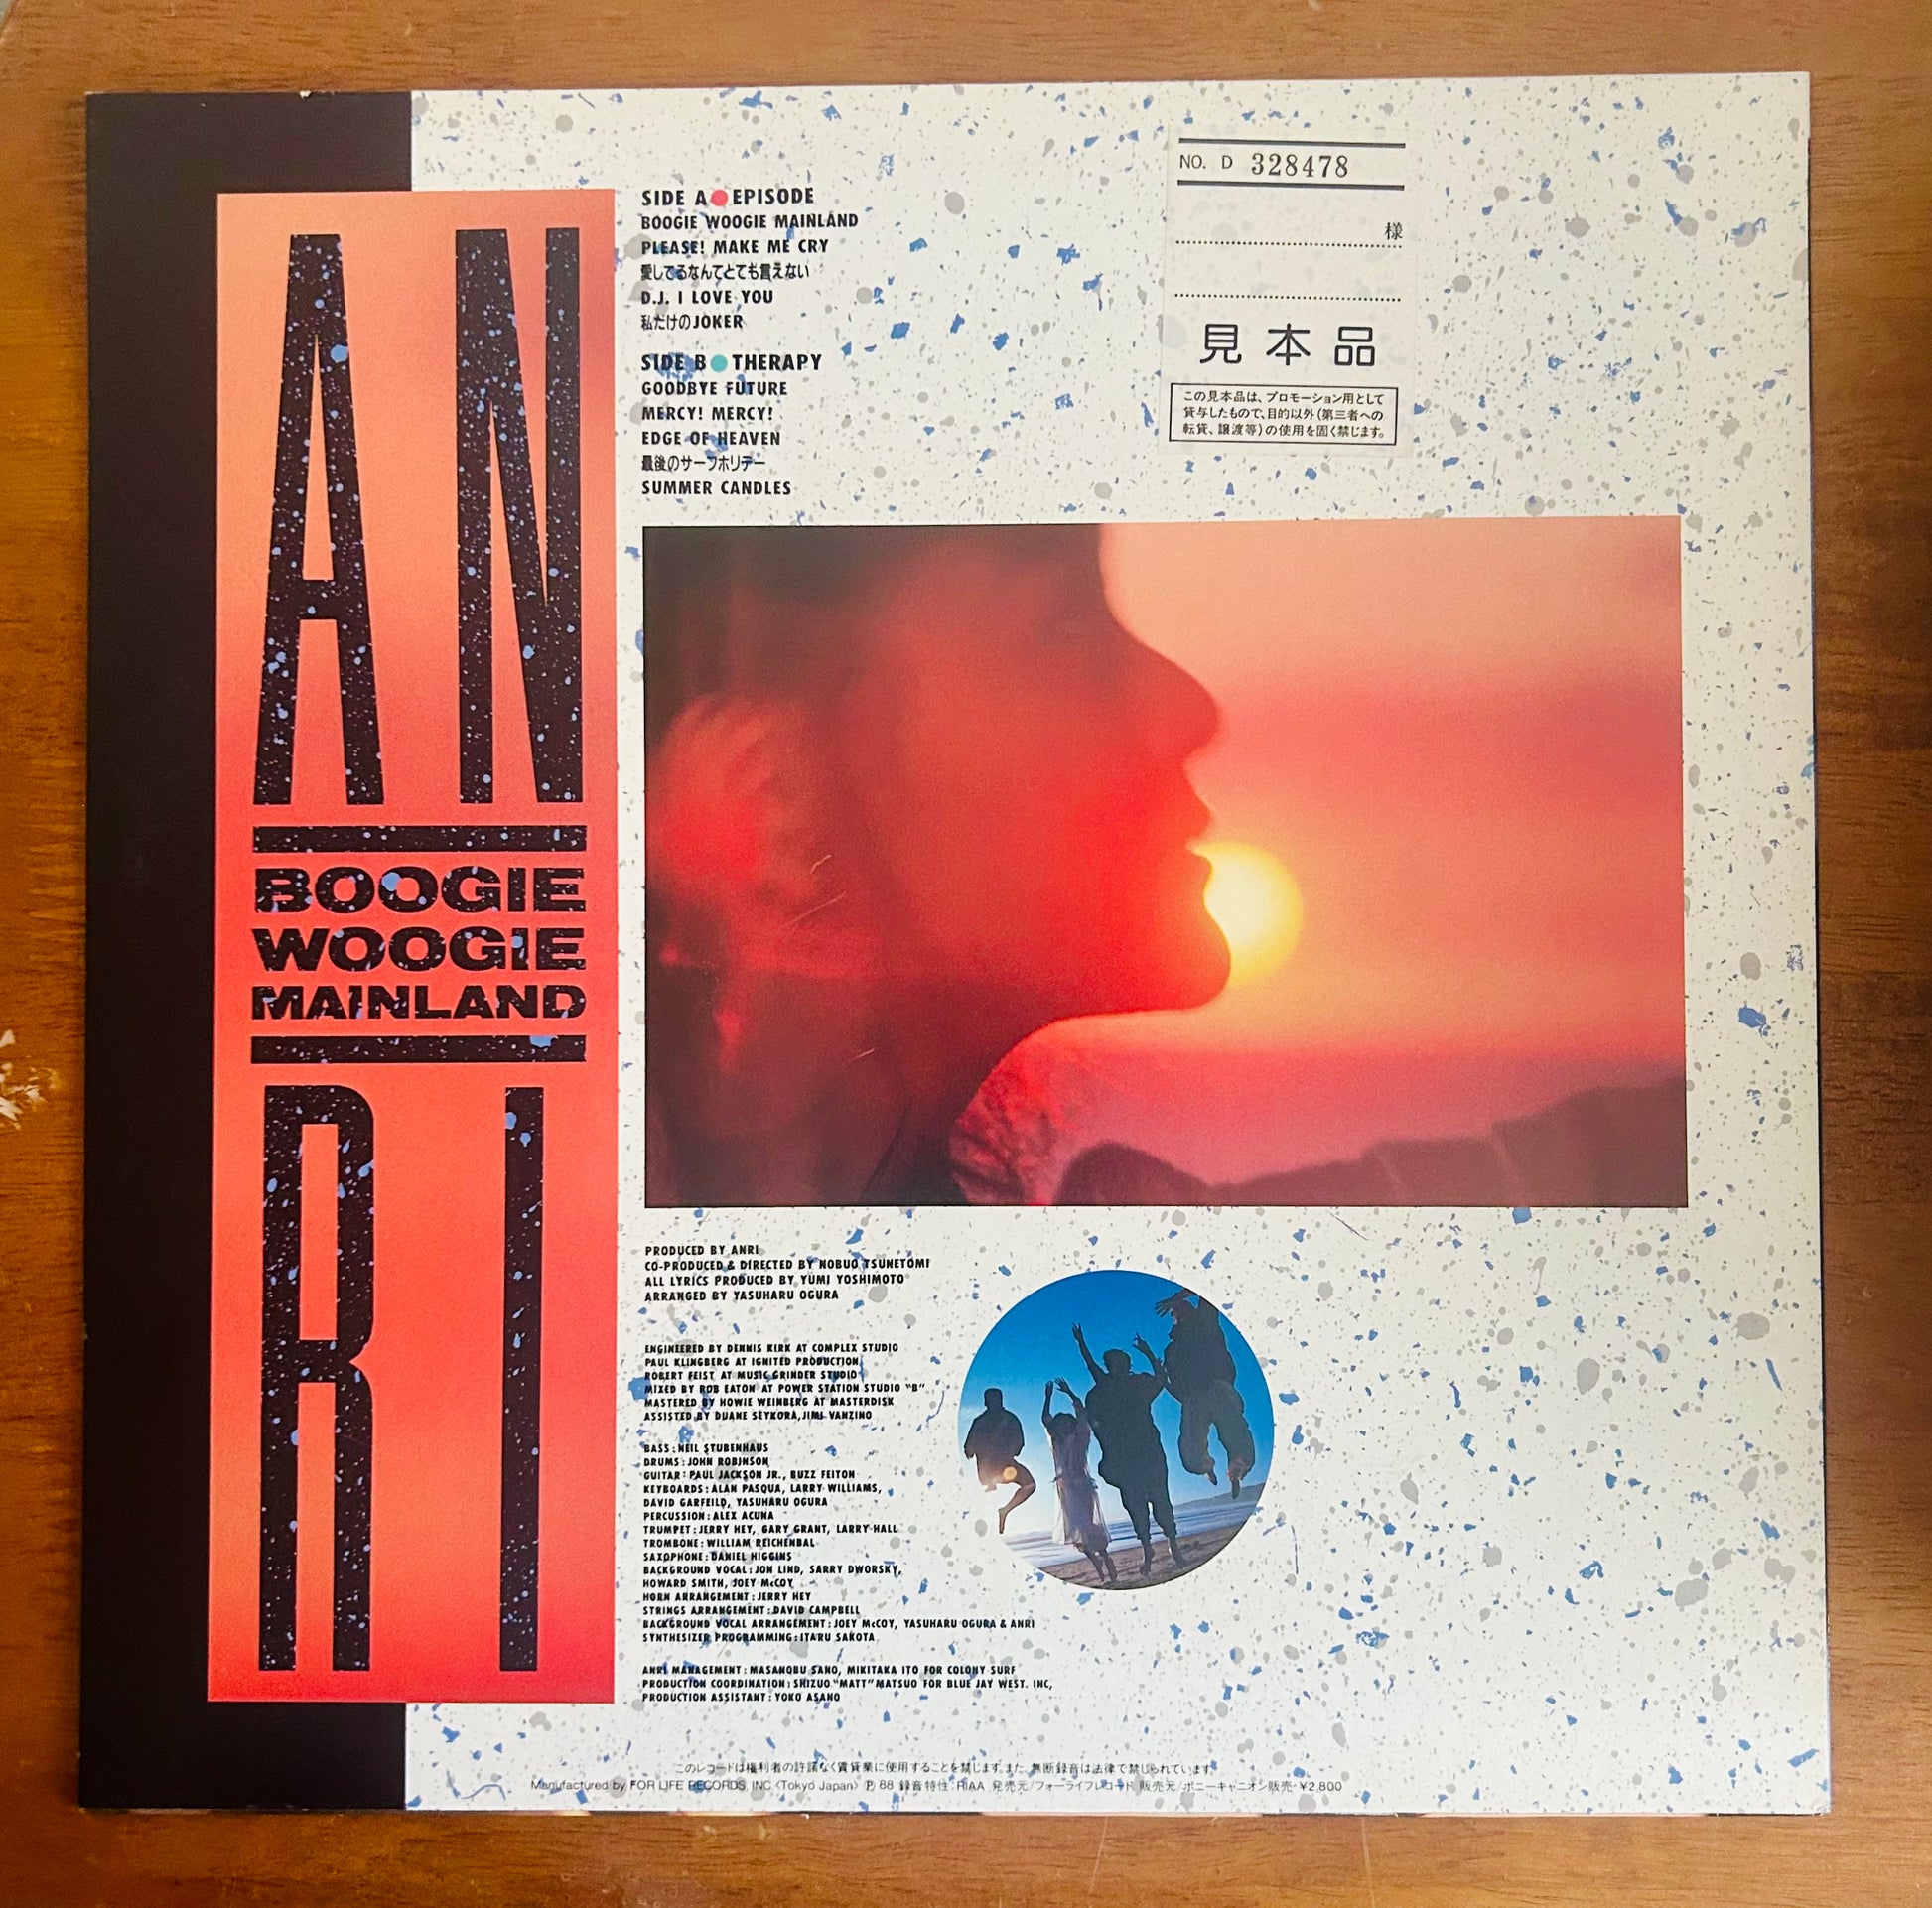 AN
BOOGIE
WOOGIE
MAINLAND
RI
SIDE A●EPISODE
BOOGIE WOOGIE MAINLAND
PLEASE! MAKE ME CRY
愛してるなんてとても言えない
D.J. I LOVE YOU
私だけのJOKER
SIDE B●THERAPY
GOODBYE FUTURE
MERCY! MERCY!
EDGE OF HEAVEN
最後のサーフホリデー
SUMMER CANDLES
NO. D 328478
様
見本品
この見本品は、プロモーション用として
貸与したもので、目的以外(第三者への
転貸、譲渡等)の使用を固く禁じます。
PRODUCED BY ANRI
CO-PRODUCED & DIRECTED BY NOBUO TSUNETOMI
ALL LYRICS PRODUCED BY YUMI YOSHIMOTO
ARRANGED BY YASUHARU OGURA
ENGINEERED BY DENNIS KIRK AT COMPLEX STUDIO
PAUL KLINGBERG AT IGNITED PRODUCTION
ROBERT FEIST AT MUSIC GRINDER STUDIO
MIXED BY ROB EATON AT POWER STATION STUDIO "B"
MASTERED BY HOWIE WEINBERG AT MASTERDISK
ASSISTED BY DUANE SEYKORA, JIMI VANZINO
BASS : NEIL STUBENHAUS
DRUMS : JOHN ROBINSON
GUITAR : PAUL JACKSON JR., BUZZ FEITON
KEYBOARDS : ALAN PASQUA, LARRY WILLIAMS,
DAVID GARFEILD, YASUHARU OGURA
PERCUSSION : ALEX ACUNA
TRUMPET : JERRY HEY, GARY GRANT, LARRY HALL
TROMBONE : WILLIAM REICHENBAL
SAXOPHONE : DANIEL HIGGINS
BACKGROUND VOCAL : JON LIND, SARRY DWORSKY,
HOWARD SMITH, JOEY McCOY
HORN ARRANGEMENT : JERRY HEY
STRINGS ARRANGEMENT : DAVID CAMPBELL
BACKGROUND VOCAL ARRANGEMENT : JOEY McCOY, YASUHARU OGURA & ANRI
SYNTHESIZER PROGRAMMING : ITARU SAKOTA
ANRI MANAGEMENT : MASANOBU SANO, MIKITAKA ITO FOR COLONY SURF
PRODUCTION COORDINATION : SHIZUO "MATT" MATSUO FOR BLUE JAY WEST. INC,
PRODUCTION ASSISTANT : YOKO ASANO
このレコードは権利者の許諾なく賃貸業に使用することを禁じます。また、無断録音は法律で禁じられています。
Manufactured by FOR LIFE RECORDS, INC.(Tokyo Japan) Ⓟ 88 録音特性:RIAA 発売元/フォーライフレコード 販売元/ポニーキャニオン販売 ¥2,800